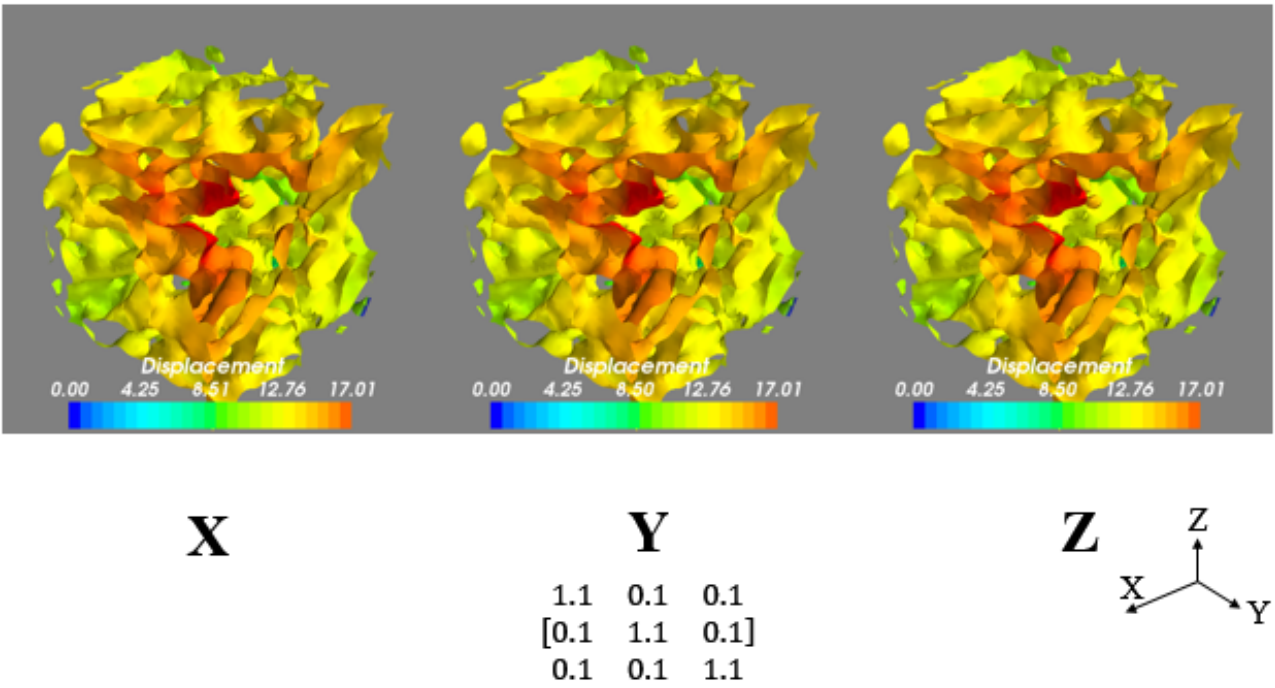 Displacement Displacement Displacement
0.00 4.25 8.51 12.76 17.01 0.00 4.25 8.50 12.76 17.01 0.00 4.25 8.50 12.76 17.01
X Y Z
Z
X
Y
1.1 0.1 0.1
[0.1 1.1 0.1]
0.1 0.1 1.1